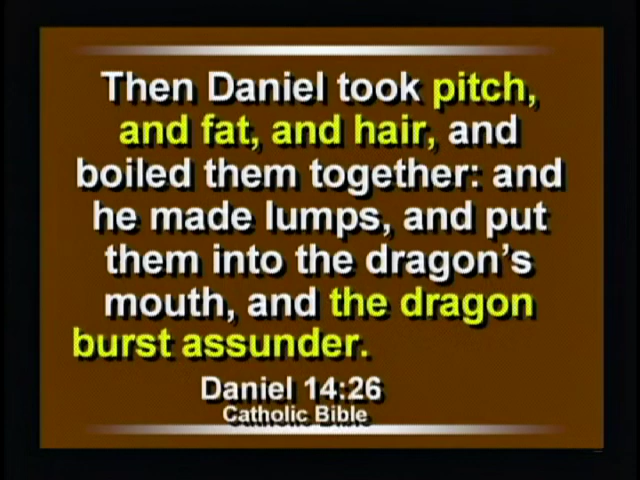 Then Daniel took pitch,
and fat, and hair, and
boiled them together: and
he made lumps, and put
them into the dragon's
mouth, and the dragon
burst assunder.
Daniel 14:26
Catholic Bible